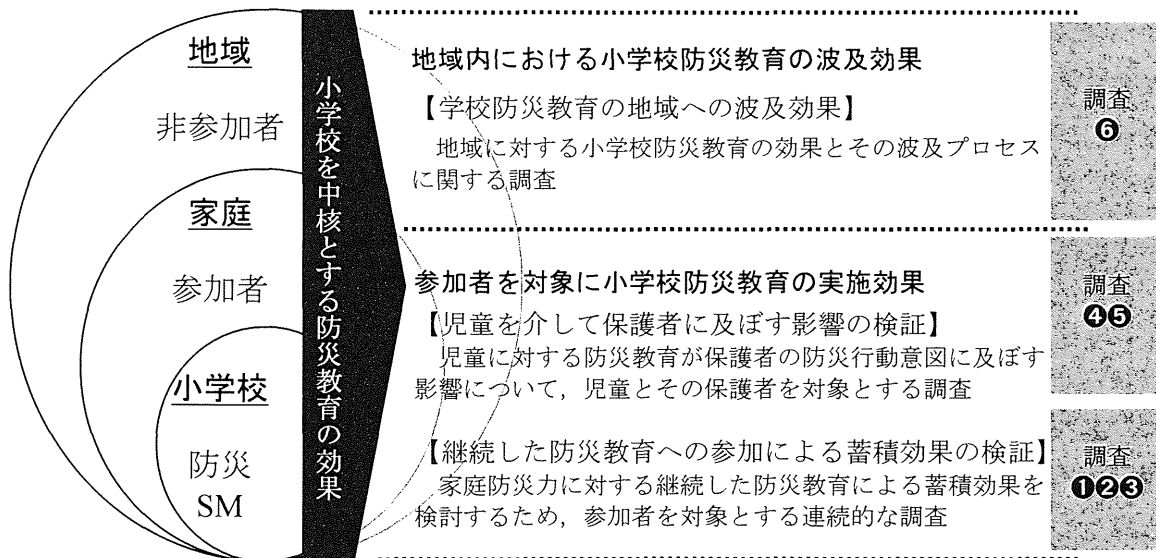 地域
非参加者
家庭
参加者
小学校
防災
SM
小学校を中核とする防災教育の効果
地域内における小学校防災教育の波及効果
【学校防災教育の地域への波及効果】
地域に対する小学校防災教育の効果とその波及プロセス
に関する調査
調査
❻
参加者を対象に小学校防災教育の実施効果
【児童を介して保護者に及ぼす影響の検証】
児童に対する防災教育が保護者の防災行動意図に及ぼす
影響について，児童とその保護者を対象とする調査
調査
❹❺
【継続した防災教育への参加による蓄積効果の検証】
家庭防災力に対する継続した防災教育による蓄積効果を
検討するため，参加者を対象とする連続的な調査
調査
❶❷❸